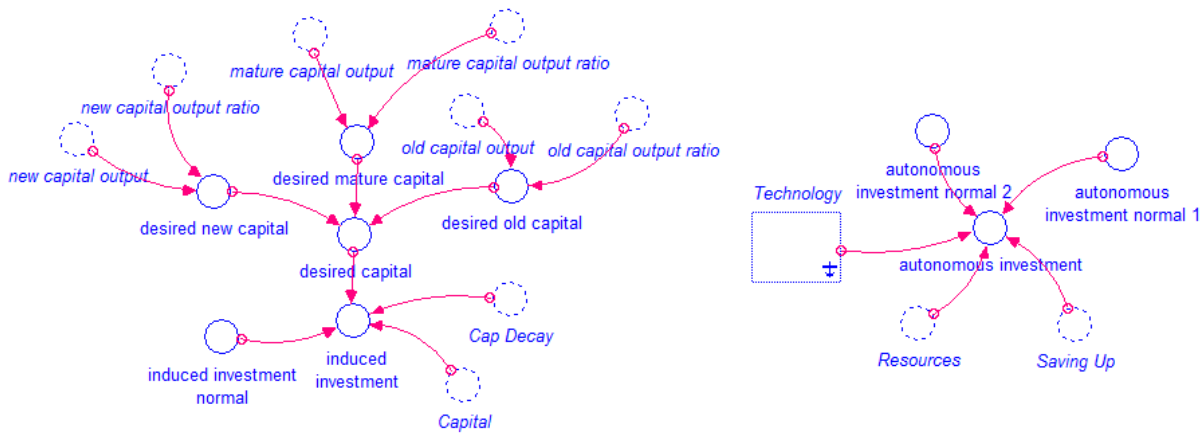 mature capital output
mature capital output ratio
new capital output ratio
new capital output
old capital output
old capital output ratio
desired mature capital
desired new capital
desired old capital
desired capital
Cap Decay
induced investment
normal
induced
investment
Capital
Technology
autonomous
investment normal 2
autonomous
investment normal 1
autonomous investment
Resources
Saving Up